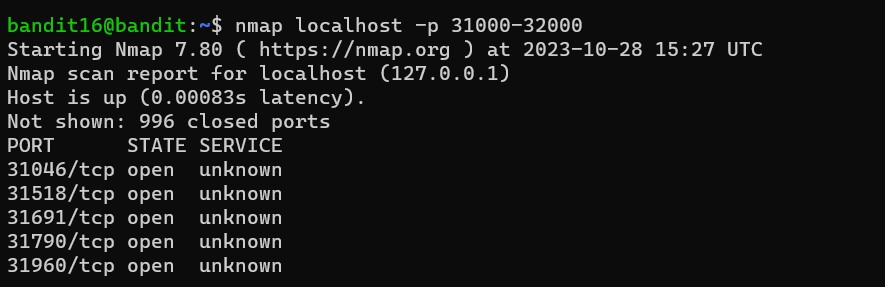 bandit16@bandit:~$ nmap localhost -p 31000-32000
Starting Nmap 7.80 ( https://nmap.org ) at 2023-10-28 15:27 UTC
Nmap scan report for localhost (127.0.0.1)
Host is up (0.00083s latency).
Not shown: 996 closed ports
PORT      STATE SERVICE
31046/tcp open  unknown
31518/tcp open  unknown
31691/tcp open  unknown
31790/tcp open  unknown
31960/tcp open  unknown